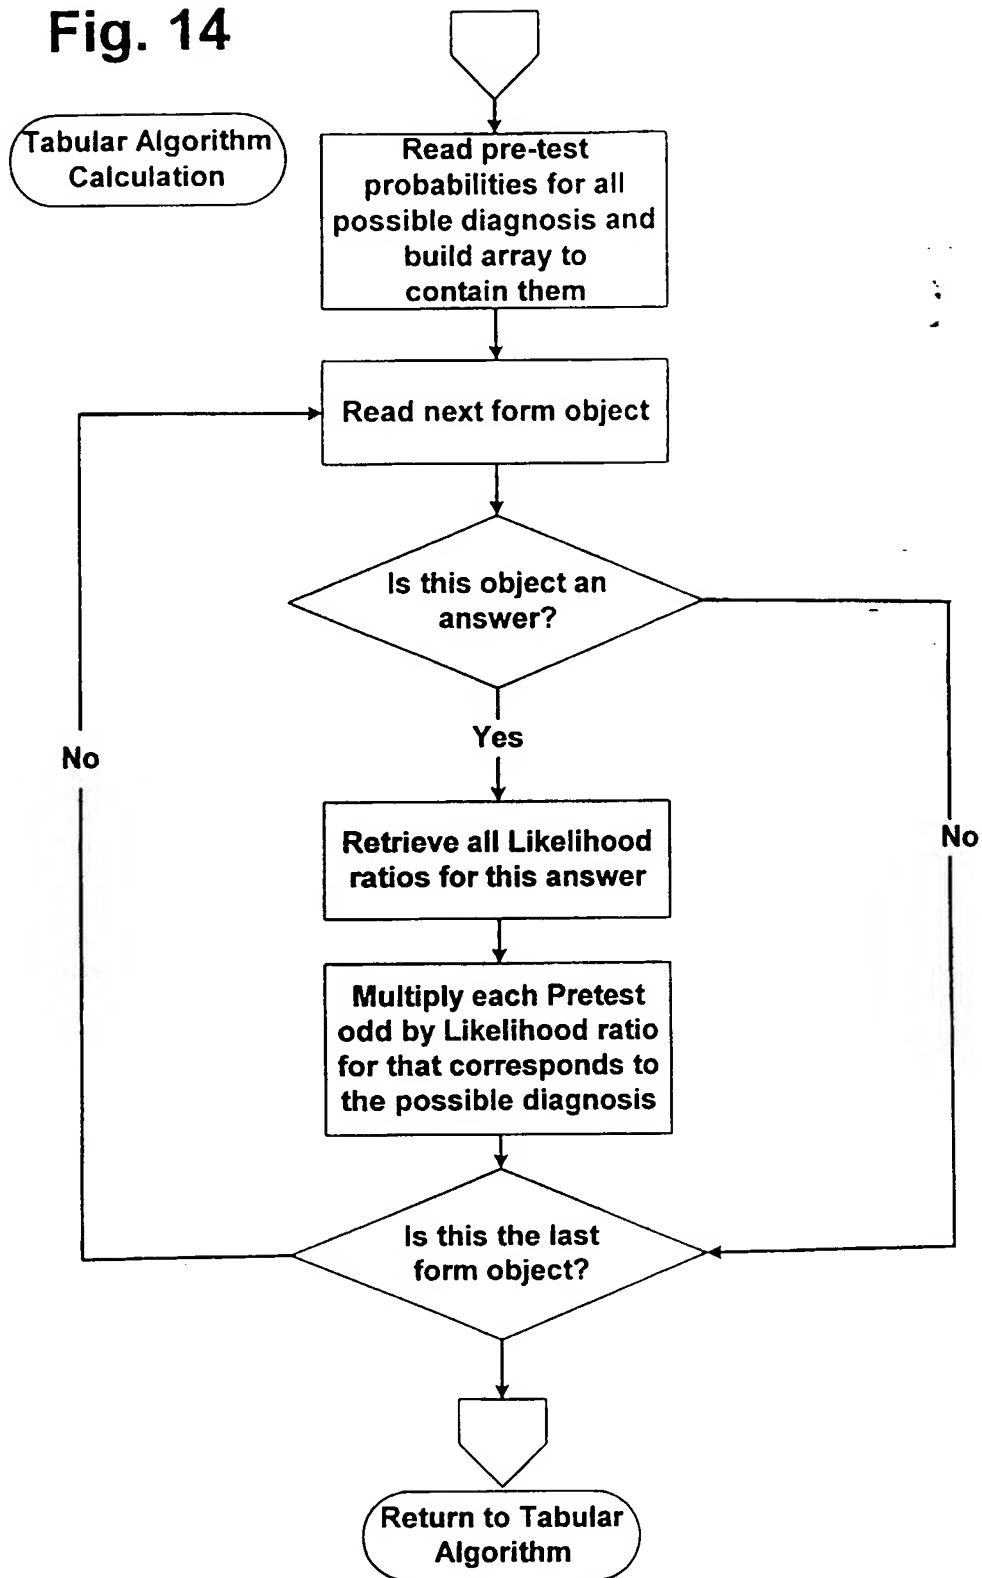 Fig. 14
Tabular Algorithm
Calculation
Read pre-test
probabilities for all
possible diagnosis and
build array to
contain them
Read next form object
Is this object an
answer?
Yes
No
No
Retrieve all Likelihood
ratios for this answer
Multiply each Pretest
odd by Likelihood ratio
for that corresponds to
the possible diagnosis
Is this the last
form object?
Return to Tabular
Algorithm